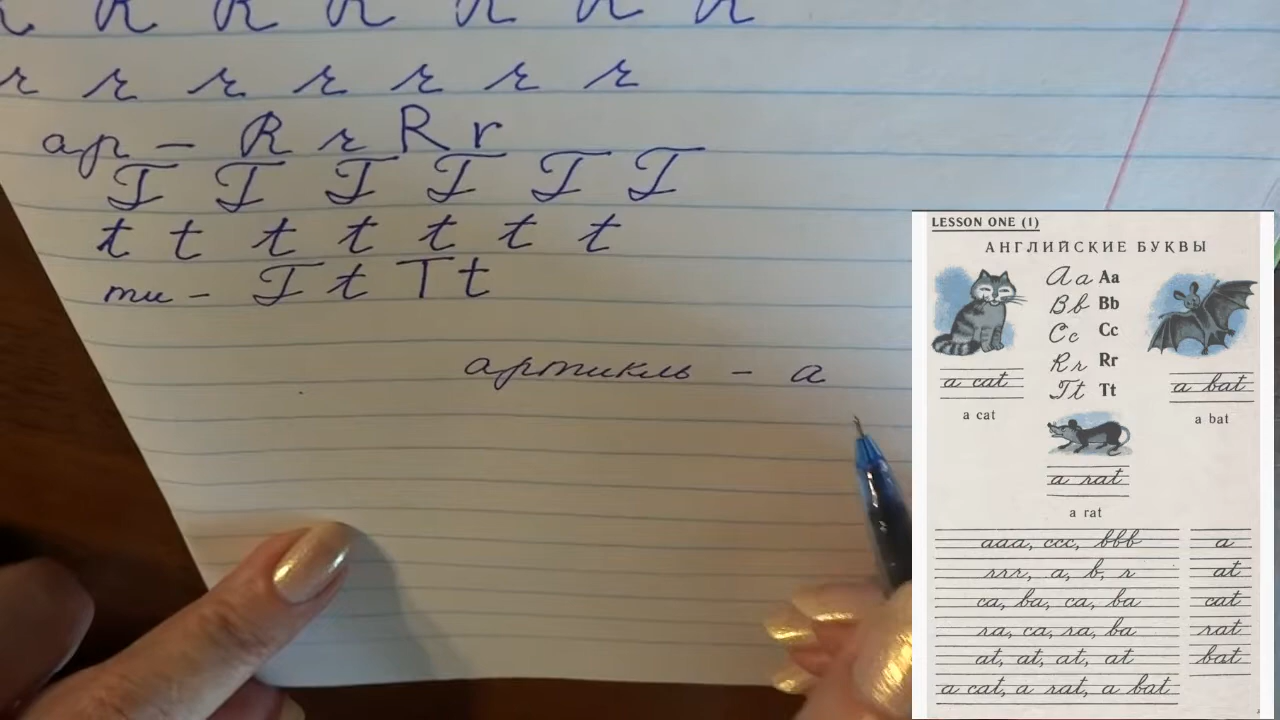 R R R R R R R
r r r r r r r
ар – R r R r
T T T T T T
t t t t t t t
ти – T t T t
артикль – a
LESSON ONE (1)
АНГЛИЙСКИЕ БУКВЫ
Aa Aa
Bb Bb
Cc Cc
Rr Rr
Tt Tt
a cat
a cat
a bat
a bat
a rat
a rat
aaa, ccc, bbb
a
rrr, a, b, r
at
ca, ba, ca, ba
cat
ra, ca, ra, ba
rat
at, at, at, at
bat
a cat, a rat, a bat